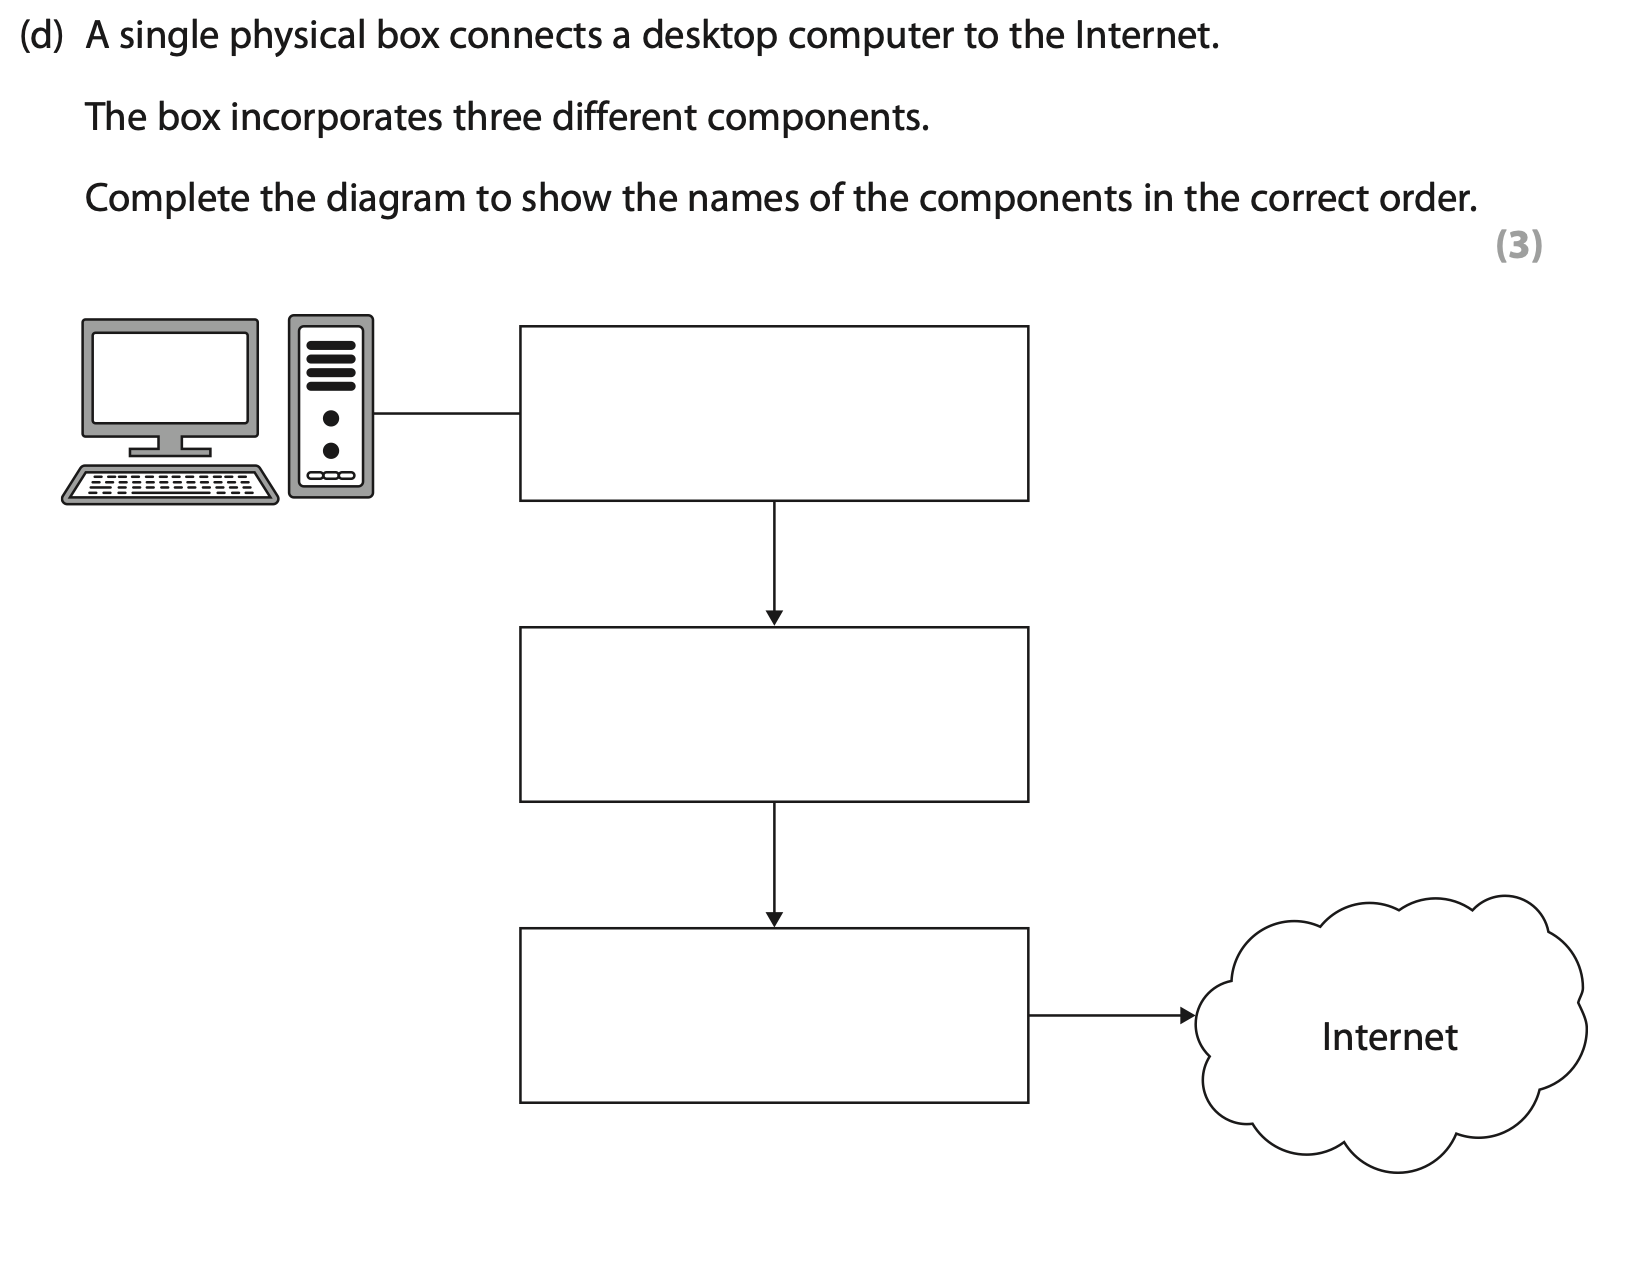 (d) A single physical box connects a desktop computer to the Internet.
The box incorporates three different components.
Complete the diagram to show the names of the components in the correct order.
(3)
Internet